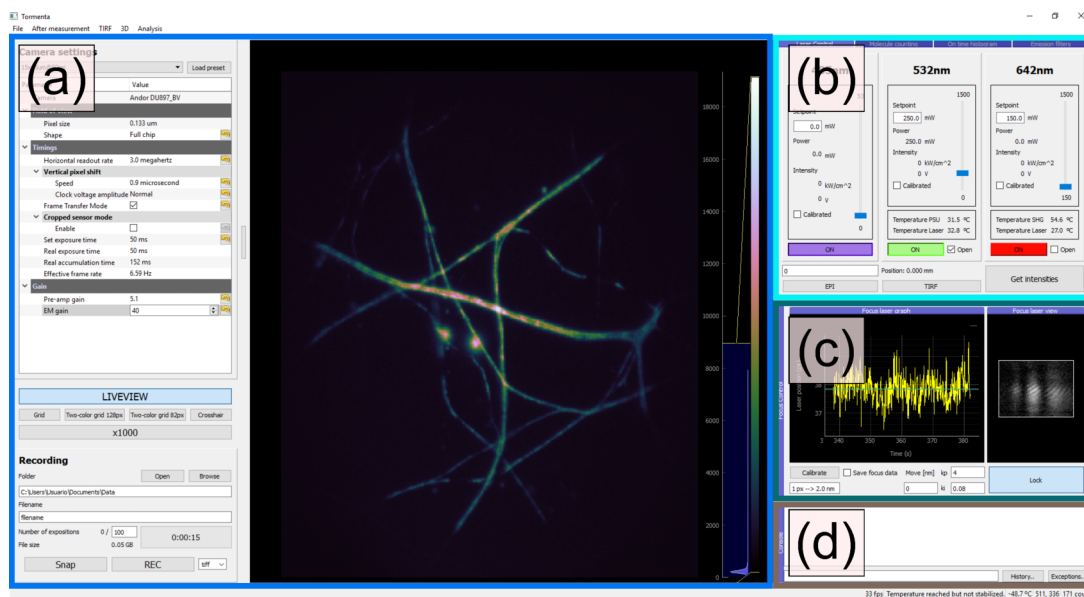 Tormenta
File After measurement TIRF 3D Analysis
Camera settings
Load preset
Value
Andor DU897_BV
Pixel size 0.133 um
Shape Full chip
Timings
Horizontal readout rate 3.0 megahertz
Vertical pixel shift
Speed 0.9 microsecond
Clock voltage amplitude Normal
Frame Transfer Mode
Cropped sensor mode
Enable
Set exposure time 50 ms
Real exposure time 50 ms
Real accumulation time 152 ms
Effective frame rate 6.59 Hz
Gain
Pre-amp gain 5.1
EM gain 40
(a)
LIVEVIEW
Grid Two-color grid 128px Two-color grid 82px Crosshair
x1000
Recording
Folder Open Browse
C:\Users\Usuario\Documents\Data
Filename
filename
Number of expositions 0 / 100
File size 0.05 GB
0:00:15
Snap REC tiff
18000
16000
14000
12000
10000
8000
6000
4000
2000
0
Laser Control Molecule counting On time histogram Emission filters
(b)
Setpoint
0.0 mW
Power
0.0 mW
Intensity
0 kW/cm^2
0 V
Calibrated
0
ON
532nm
1500
Setpoint
250.0 mW
Power
250.0 mW
Intensity
0 kW/cm^2
0 V
Calibrated
0
Temperature PSU 31.5 ºC
Temperature Laser 32.8 ºC
ON Open
642nm
1500
Setpoint
150.0 mW
Power
0.0 mW
Intensity
0 kW/cm^2
0 V
Calibrated
150
Temperature SHG 54.6 ºC
Temperature Laser 27.0 ºC
ON Open
0 Position: 0.000 mm
EPI TIRF
Get intensities
Focus Control
Focus laser graph Focus laser view
(c)
Laser
38
37
3 340 350 360 370 380
Time (s)
Calibrate Save focus data Move [nm] kp 4
1 px --> 2.0 nm 0 ki 0.08
Lock
Console
(d)
History... Exceptions.
33 fps Temperature reached but not stabilized. -48.7 ºC 511, 336 171 cou